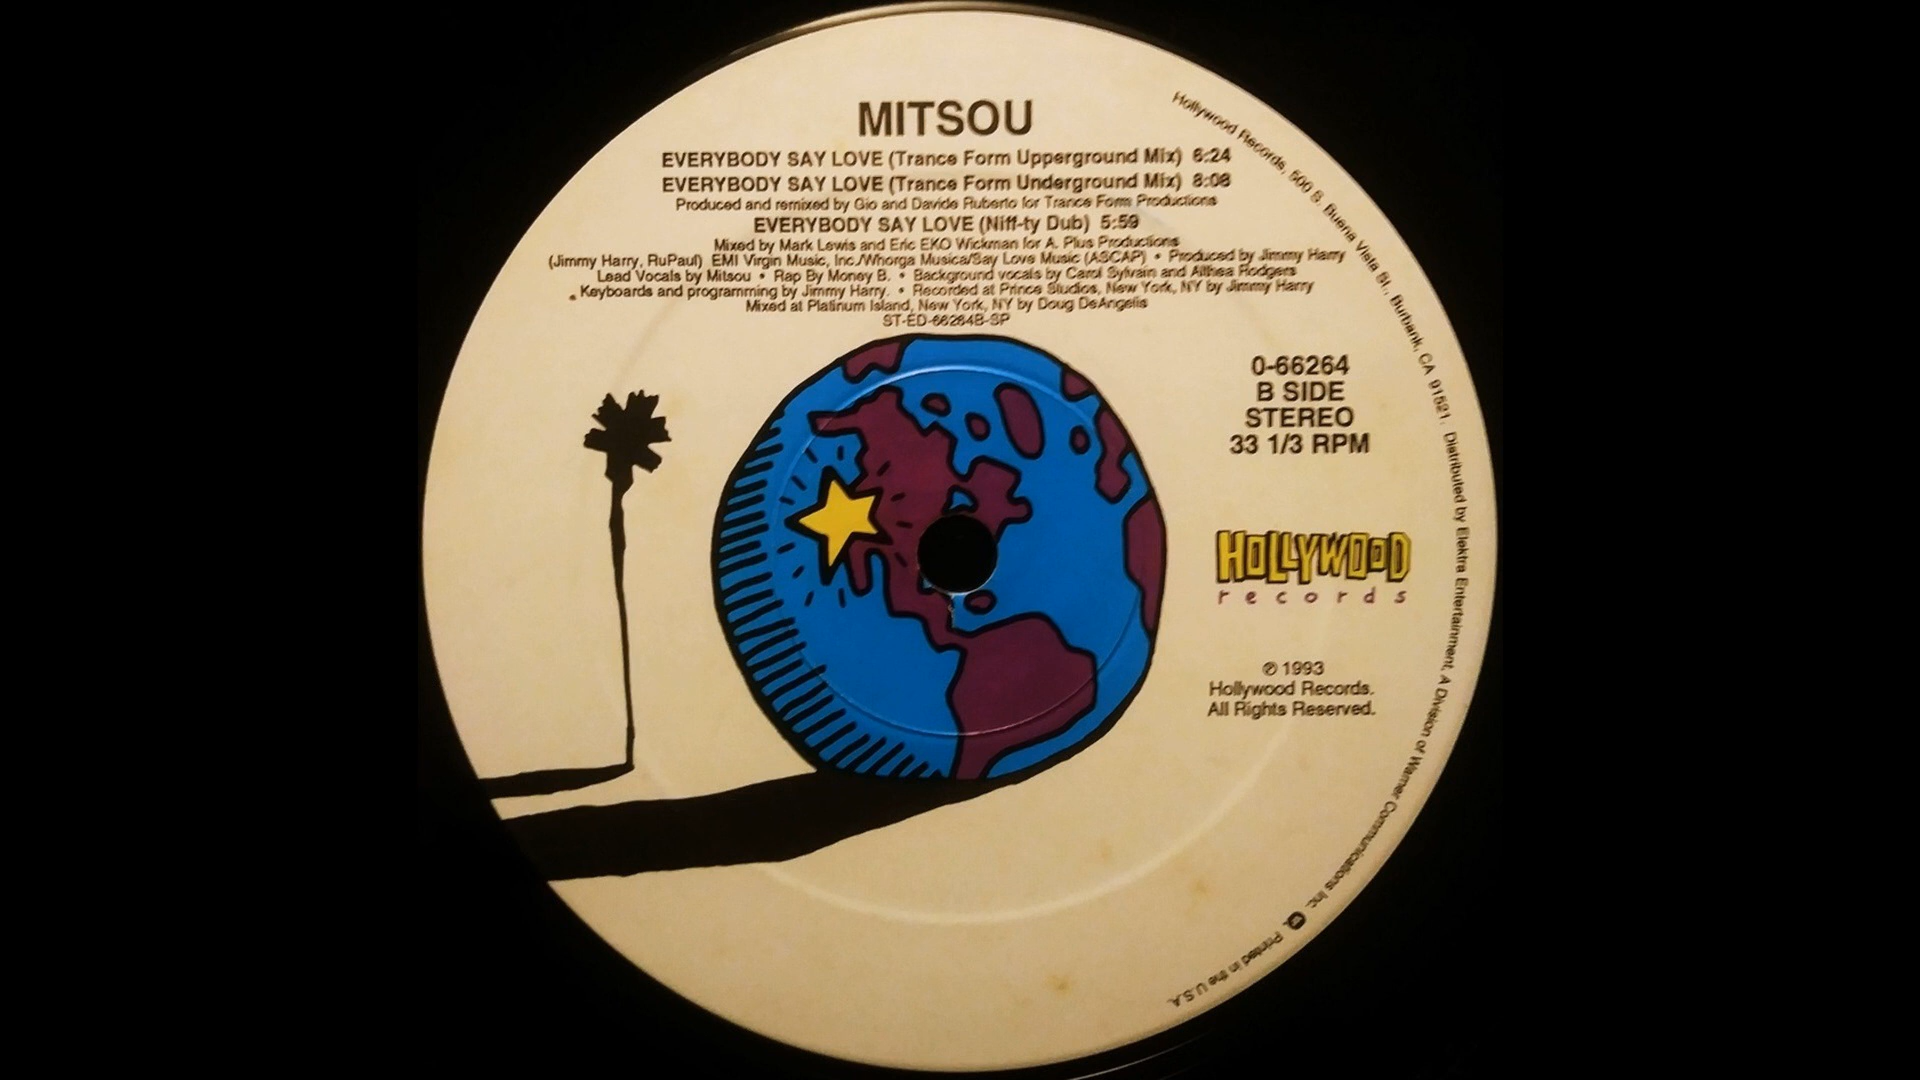 MITSOU
EVERYBODY SAY LOVE (Trance Form Upperground Mix) 6:24
EVERYBODY SAY LOVE (Trance Form Underground Mix) 8:08
Produced and remixed by Gio and Davide Ruberto for Trance Form Productions
EVERYBODY SAY LOVE (Niff-ty Dub) 5:59
Mixed by Mark Lewis and Eric EKO Wickman for A. Plus Productions
(Jimmy Harry, RuPaul) EMI Virgin Music, Inc./Whorga Musica/Say Love Music (ASCAP) • Produced by Jimmy Harry
Lead Vocals by Mitsou • Rap By Money B. • Background vocals by Carol Sylvain and Althea Rodgers
Keyboards and programming by Jimmy Harry. • Recorded at Prince Studios, New York, NY by Jimmy Harry
Mixed at Platinum Island, New York, NY by Doug DeAngelis
ST-ED-66264B-SP
0-66264
B SIDE
STEREO
33 1/3 RPM
HOLLYWOOD
records
℗ 1993
Hollywood Records.
All Rights Reserved.
Hollywood Records, 500 S. Buena Vista St., Burbank, CA 91521. Distributed by Elektra Entertainment, A Division of Warner Communications Inc. Printed in the U.S.A.